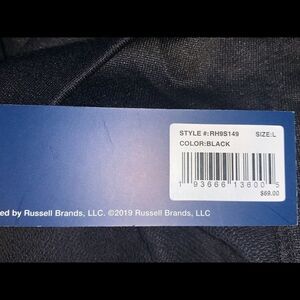 STYLE #:RH9S149 SIZE:L
COLOR:BLACK
1 93666 13600 5
$69.00
ed by Russell Brands, LLC. ©2019 Russell Brands, LLC